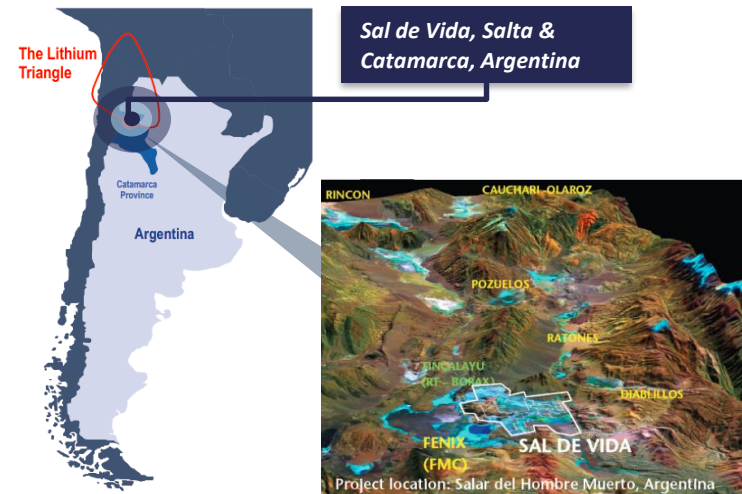 Sal de Vida, Salta &
Catamarca, Argentina
The Lithium
Triangle
Catamarca
Province
Argentina
RINCON
CAUCHARI-OLAROZ
POZUELOS
RATONES
TINCALAYU
(RT – BORAX)
DIABLILLOS
FENIX
(FMC)
SAL DE VIDA
Project location: Salar del Hombre Muerto, Argentina